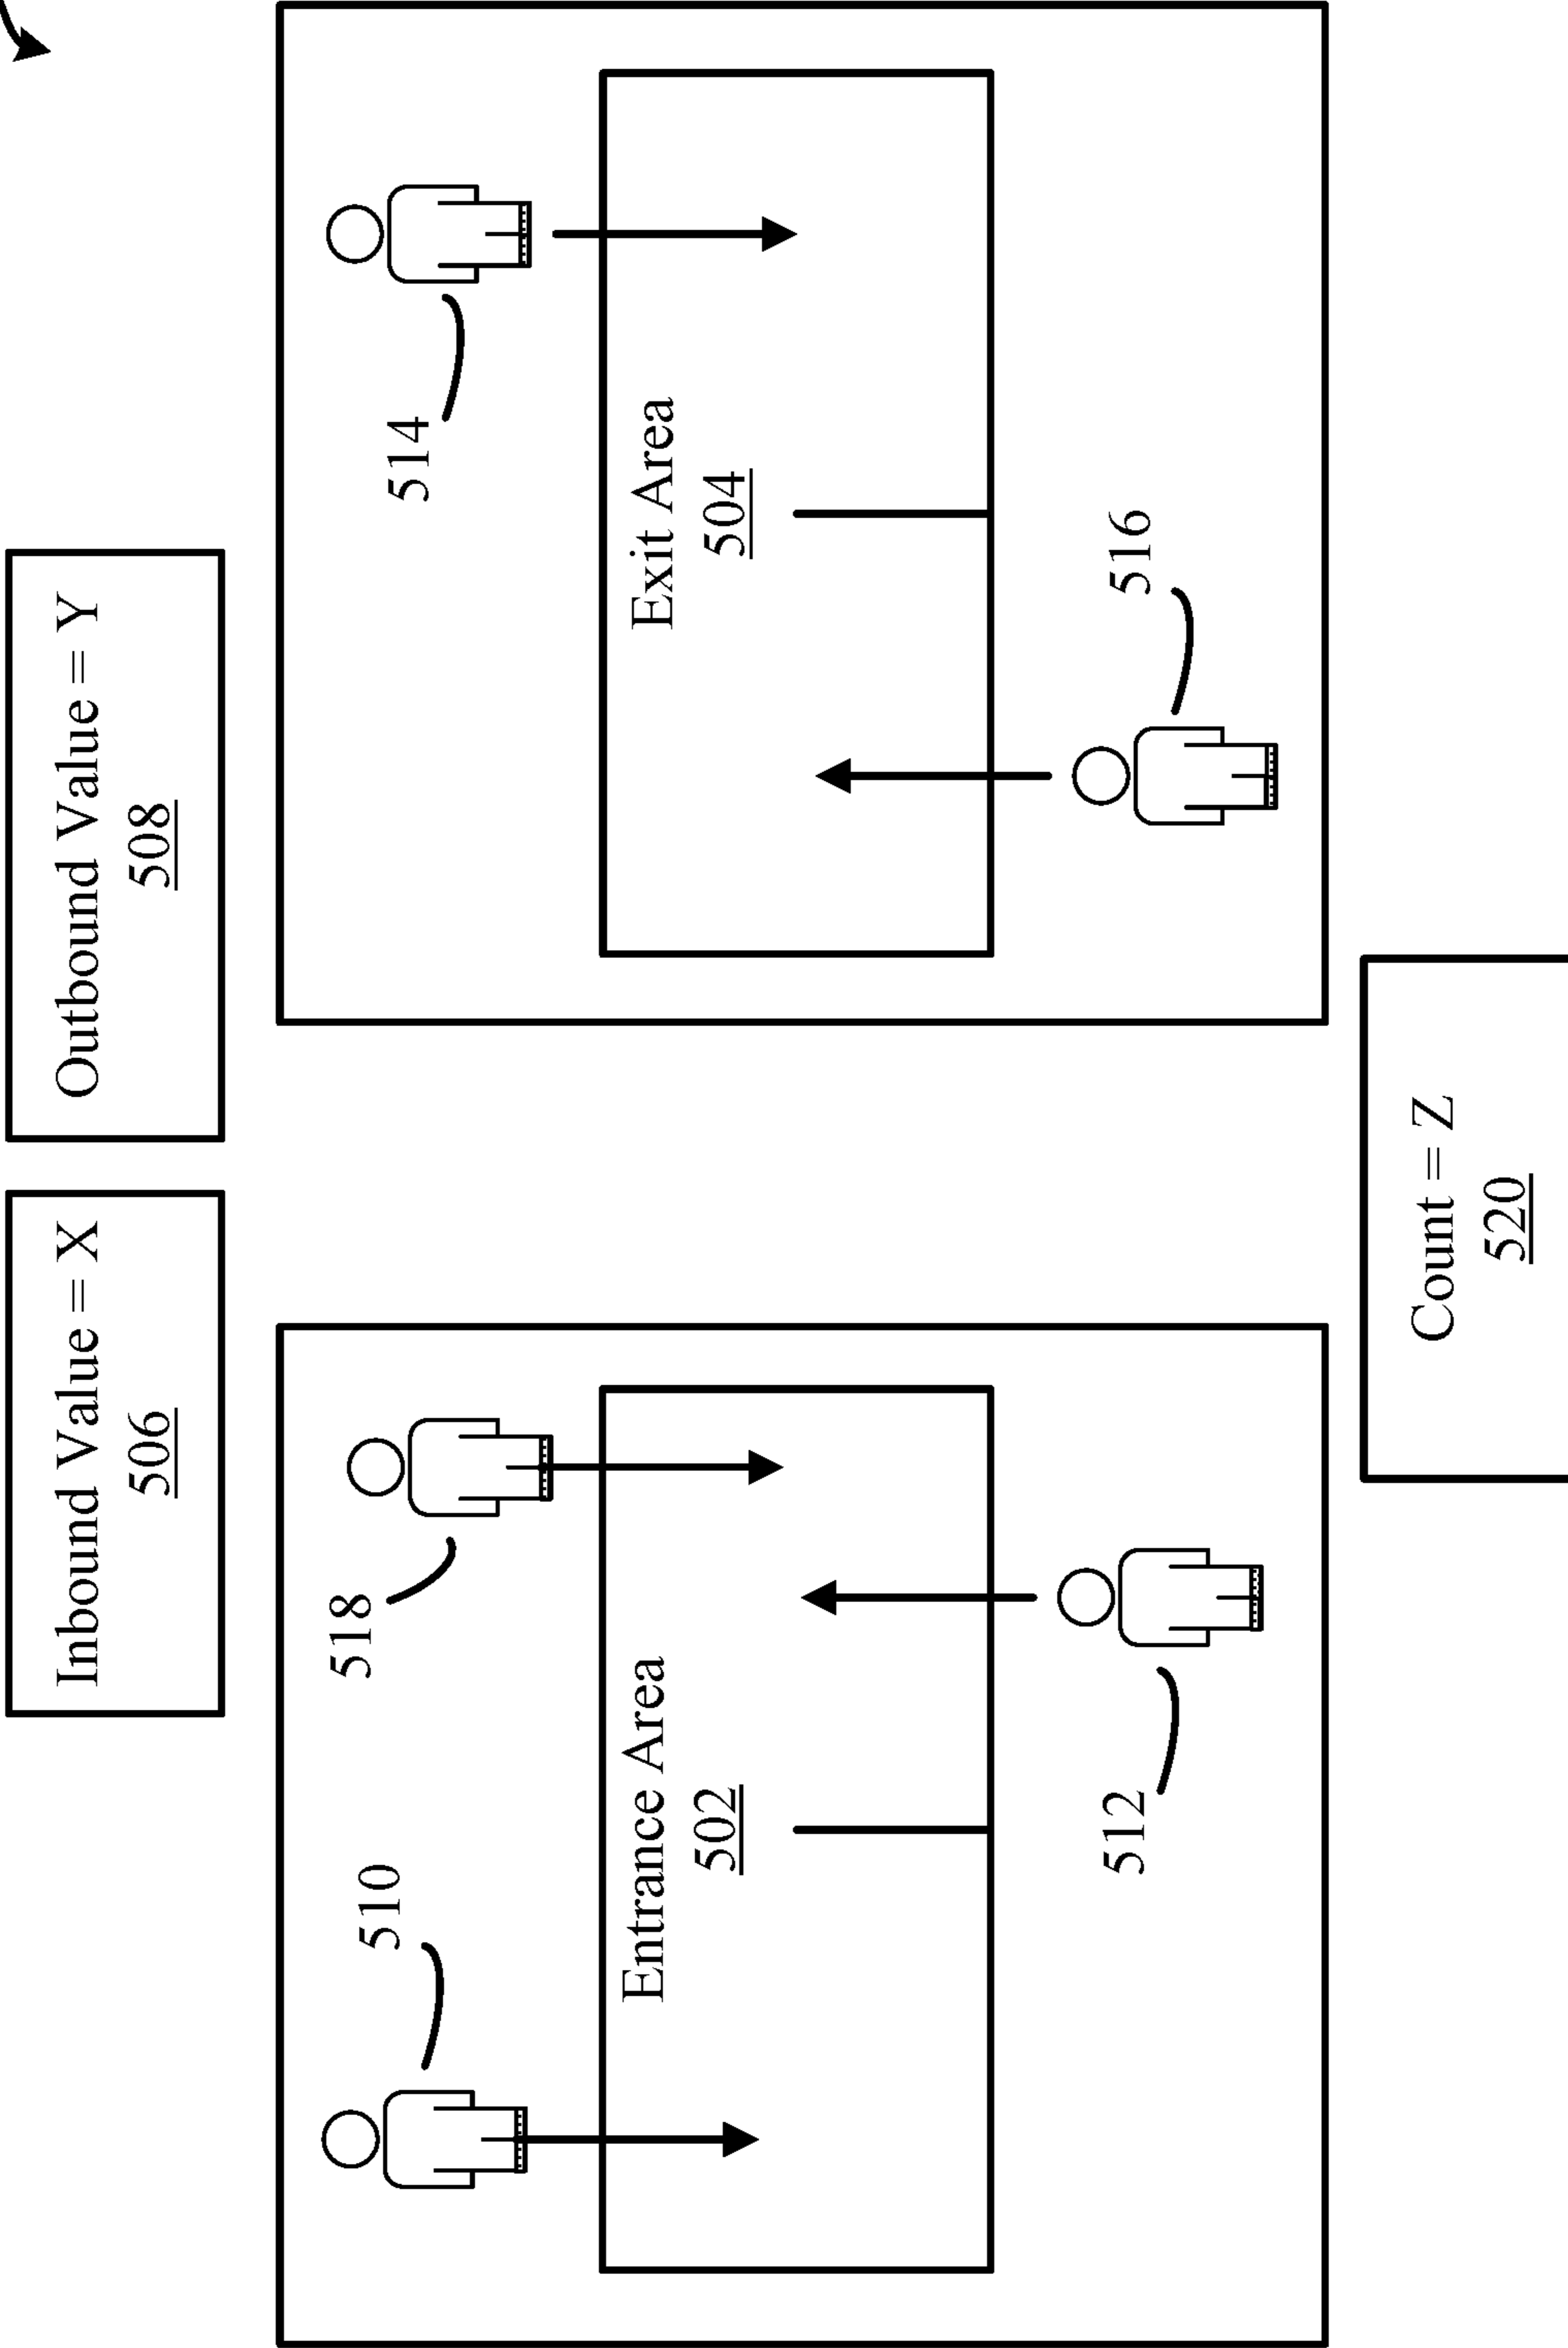 Inbound Value = X
506
Outbound Value = Y
508
510
518
Entrance Area
502
512
514
Exit Area
504
516
Count = Z
520